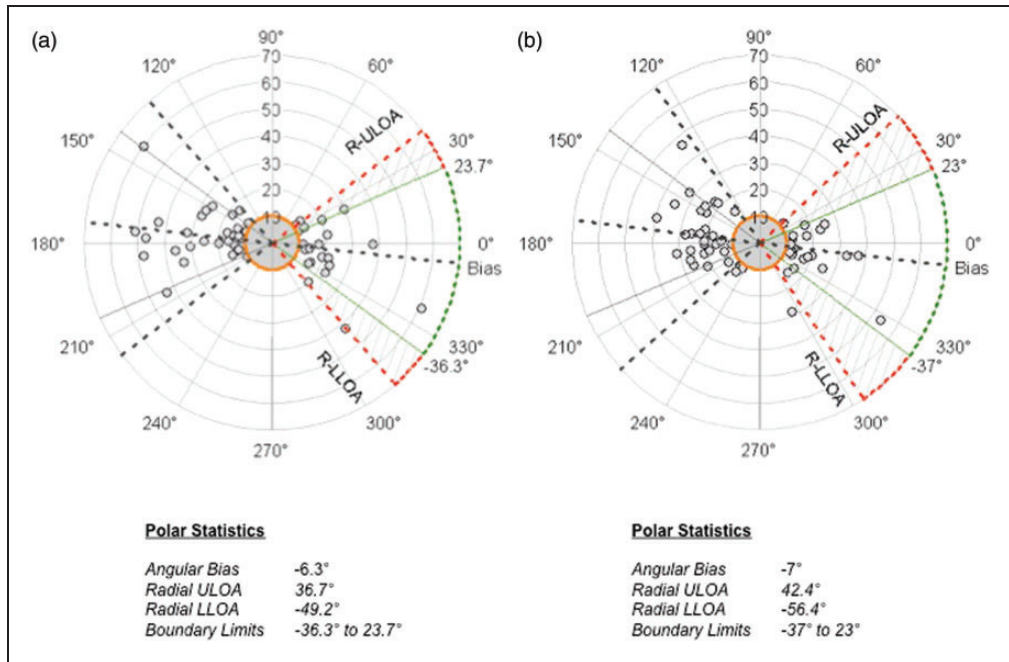 (a)
90°
70
60
50
40
30
20
10
120°
60°
150°
30°
23.7°
R-ULOA
180°
0°
Bias
210°
330°
-36.3°
R-LLOA
240°
300°
270°
Polar Statistics
Angular Bias -6.3°
Radial ULOA 36.7°
Radial LLOA -49.2°
Boundary Limits -36.3° to 23.7°
(b)
90°
70
60
50
40
30
20
10
120°
60°
150°
30°
23°
R-ULOA
180°
0°
Bias
210°
330°
-37°
R-LLOA
240°
300°
270°
Polar Statistics
Angular Bias -7°
Radial ULOA 42.4°
Radial LLOA -56.4°
Boundary Limits -37° to 23°